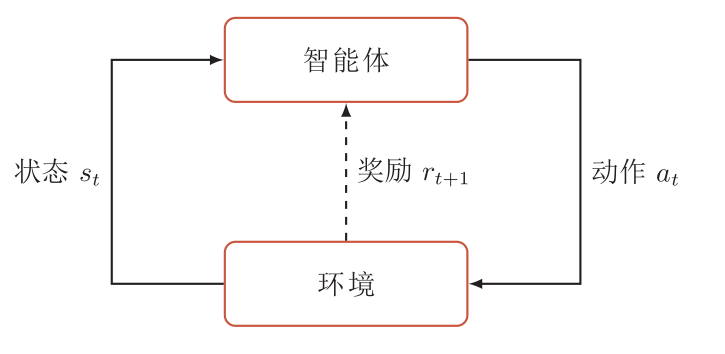 智能体
状态 s_t
奖励 r_{t+1}
动作 a_t
环境